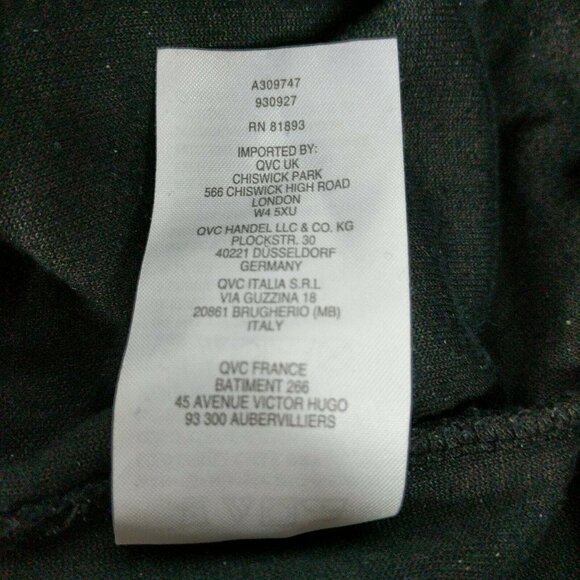 A309747
930927
RN 81893
IMPORTED BY:
QVC UK
CHISWICK PARK
566 CHISWICK HIGH ROAD
LONDON
W4 5XU
QVC HANDEL LLC & CO. KG
PLOCKSTR. 30
40221 DÜSSELDORF
GERMANY
QVC ITALIA S.R.L
VIA GUZZINA 18
20861 BRUGHERIO (MB)
ITALY
QVC FRANCE
BATIMENT 266
45 AVENUE VICTOR HUGO
93 300 AUBERVILLIERS